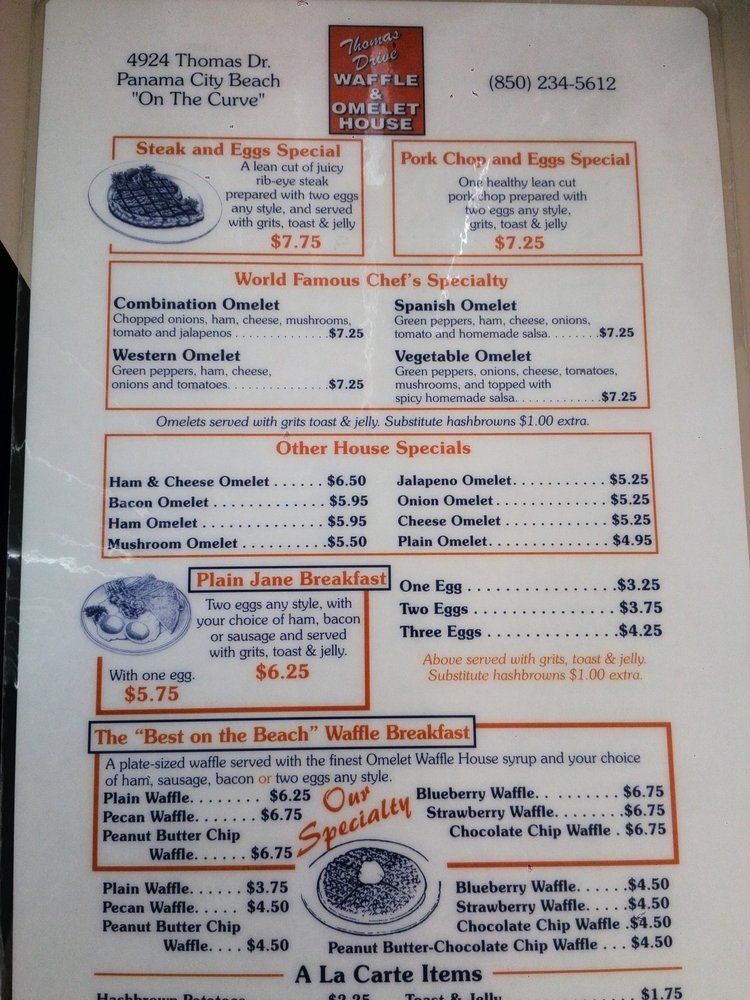 4924 Thomas Dr.
Panama City Beach
"On The Curve"
Thomas
Drive
WAFFLE
&
OMELET
HOUSE
(850) 234-5612
Steak and Eggs Special
A lean cut of juicy
rib-eye steak
prepared with two eggs
any style, and served
with grits, toast & jelly
$7.75
Pork Chop and Eggs Special
One healthy lean cut
pork chop prepared with
two eggs any style,
grits, toast & jelly
$7.25
World Famous Chef's Specialty
Combination Omelet
Chopped onions, ham, cheese, mushrooms,
tomato and jalapenos . . . . . . . . . . . . . $7.25
Western Omelet
Green peppers, ham, cheese,
onions and tomatoes. . . . . . . . . . . . . . $7.25
Spanish Omelet
Green peppers, ham, cheese, onions,
tomato and homemade salsa. . . . . . . $7.25
Vegetable Omelet
Green peppers, onions, cheese, tomatoes,
mushrooms, and topped with
spicy homemade salsa. . . . . . . . . . . . $7.25
Omelets served with grits toast & jelly. Substitute hashbrowns $1.00 extra.
Other House Specials
Ham & Cheese Omelet . . . . . . $6.50
Bacon Omelet . . . . . . . . . . . . . $5.95
Ham Omelet . . . . . . . . . . . . . . $5.95
Mushroom Omelet . . . . . . . . . . $5.50
Jalapeno Omelet. . . . . . . . . . . $5.25
Onion Omelet. . . . . . . . . . . . . $5.25
Cheese Omelet . . . . . . . . . . . . $5.25
Plain Omelet. . . . . . . . . . . . . . $4.95
Plain Jane Breakfast
Two eggs any style, with
your choice of ham, bacon
or sausage and served
with grits, toast & jelly.
$6.25
With one egg.
$5.75
One Egg . . . . . . . . . . . . . . . . .$3.25
Two Eggs . . . . . . . . . . . . . . . . $3.75
Three Eggs . . . . . . . . . . . . . . .$4.25
Above served with grits, toast & jelly.
Substitute hashbrowns $1.00 extra.
The "Best on the Beach" Waffle Breakfast
A plate-sized waffle served with the finest Omelet Waffle House syrup and your choice
of ham, sausage, bacon or two eggs any style.
Plain Waffle. . . . . . . . $6.25
Pecan Waffle. . . . . . . $6.75
Peanut Butter Chip
Waffle. . . . . . $6.75
Our
Specialty
Blueberry Waffle. . . . . . . . . $6.75
Strawberry Waffle. . . . . . . .$6.75
Chocolate Chip Waffle . $6.75
Plain Waffle. . . . . . $3.75
Pecan Waffle. . . . . $4.50
Peanut Butter Chip
Waffle. . . . $4.50
Blueberry Waffle. . . . . .$4.50
Strawberry Waffle. . . . .$4.50
Chocolate Chip Waffle .$4.50
Peanut Butter-Chocolate Chip Waffle . . . $4.50
A La Carte Items
Hashbrown Potatoes $2.25
Toast & Jelly $1.75